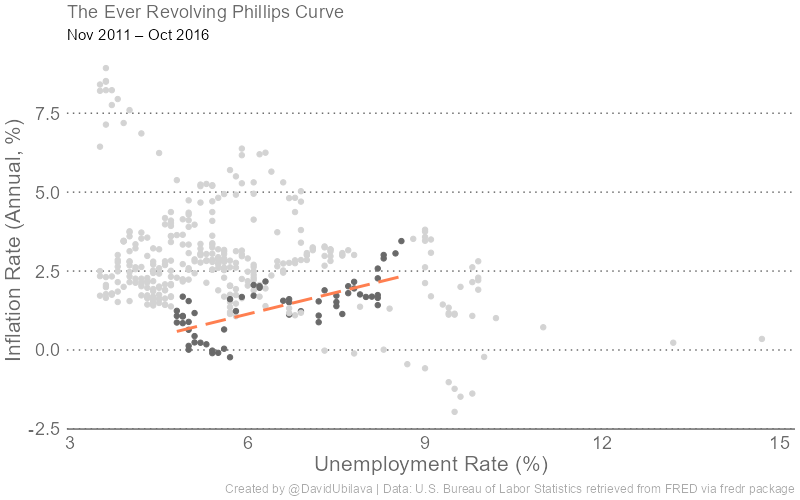 The Ever Revolving Phillips Curve
Nov 2011 – Oct 2016
Inflation Rate (Annual, %)
7.5
5.0
2.5
0.0
-2.5
3 6 9 12 15
Unemployment Rate (%)
Created by @DavidUbilava | Data: U.S. Bureau of Labor Statistics retrieved from FRED via fredr package